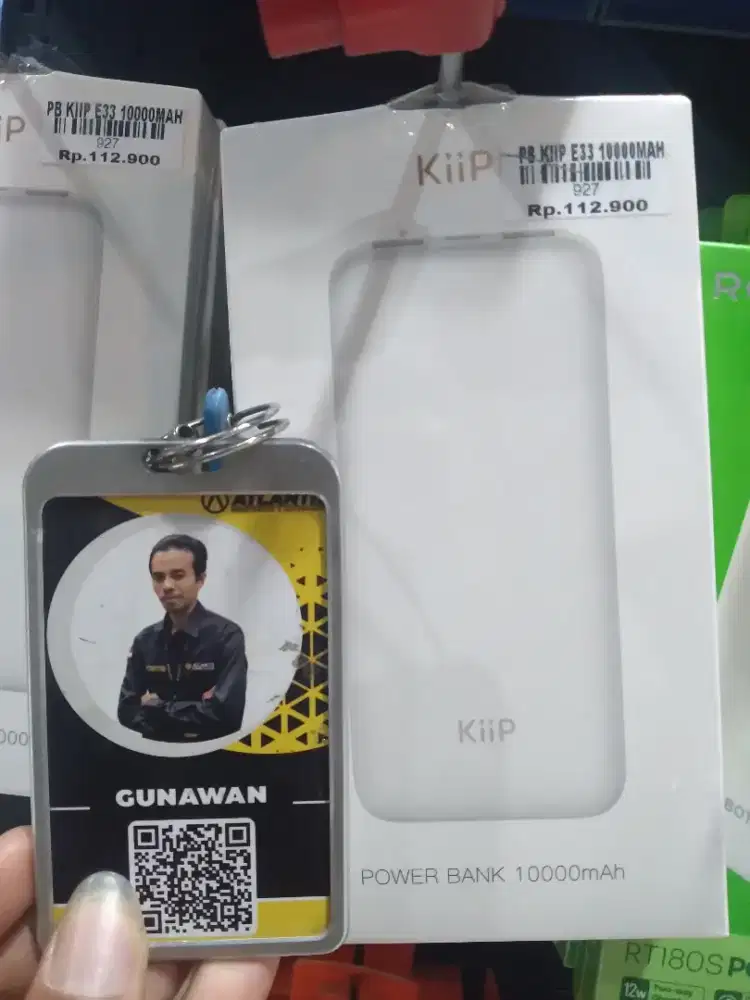 PB KIIP E33 10000MAH
927
Rp.112.900
KiiP
PB KIIP E33 10000MAH
927
Rp.112.900
GUNAWAN
KiiP
POWER BANK 10000mAh
RT180S
12w